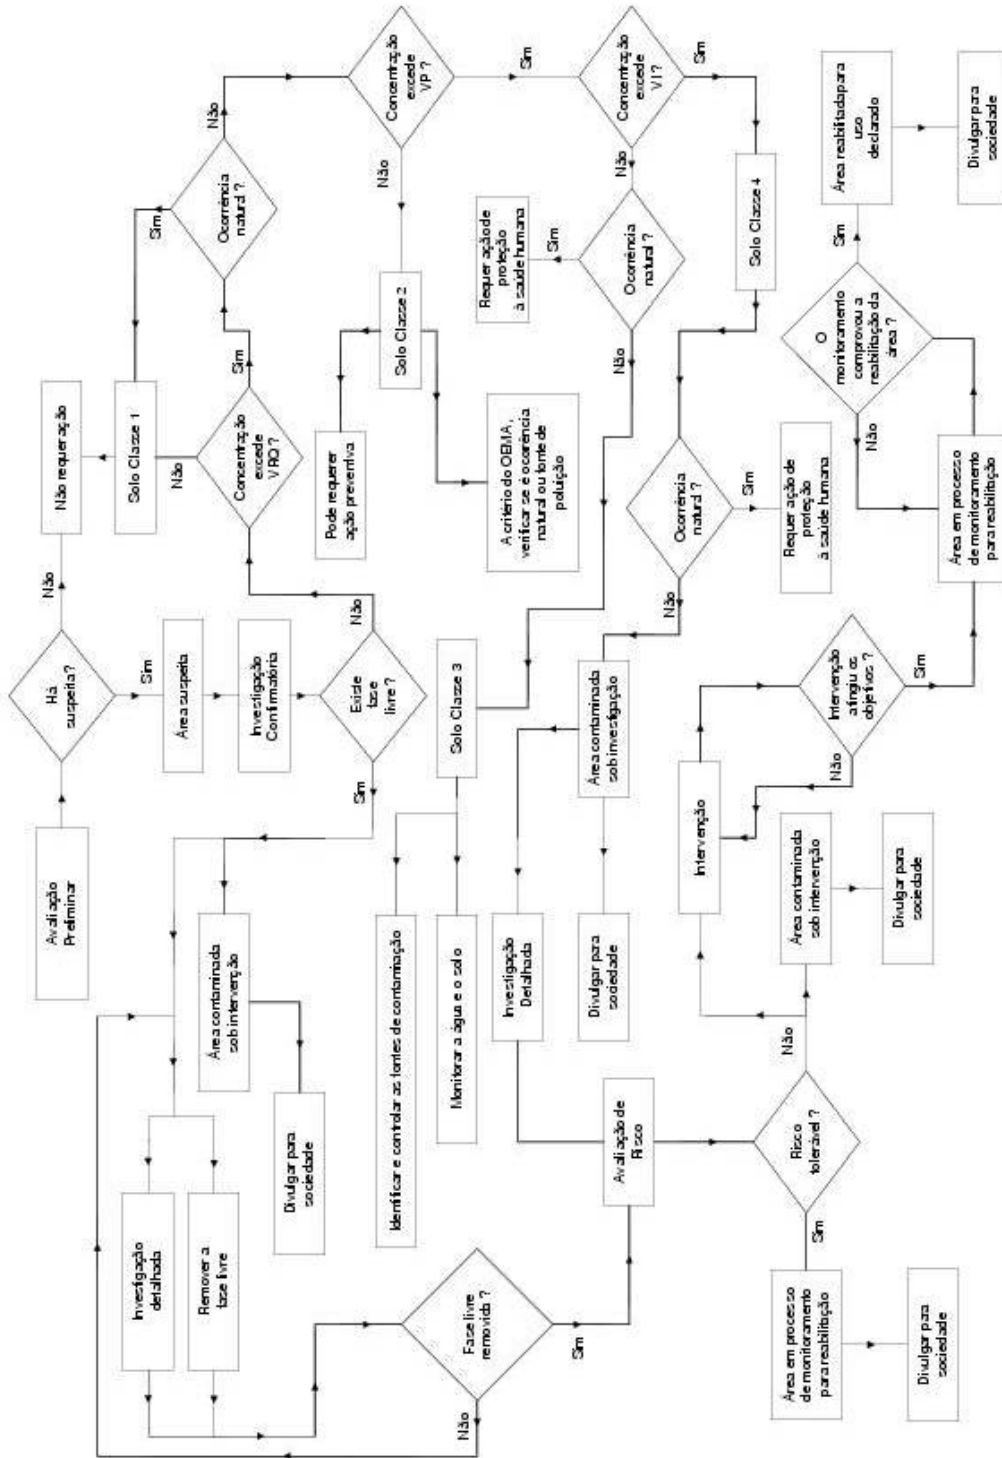 Não
Avaliação
Preliminar
Há
suspeita ?
Não
Não requer ação
Investigação
detalhada
Sim
Área suspeita
Solo Classe 1
Sim
Ocorrência
natural ?
Não
Remover a
fase livre
Área contaminada
sob intervenção
Investigação
Confirmatória
Não
Concentração
excede
VRQ ?
Sim
Divulgar para
sociedade
Sim
Existe
fase
livre ?
Não
Pode requerer
ação preventiva
Solo Classe 2
Não
Concentração
excede
VP ?
Identificar e controlar as fontes de contaminação
Solo Classe 3
Monitorar a água e o solo
A critério do OEMA,
verificar se é ocorência
natural ou fonte de
poluição
Requer ação de
proteção
à saúde humana
Sim
Fase livre
removida ?
Sim
Investigação
Detalhada
Sim
Ocorrência
natural ?
Não
Concentração
excede
VI ?
Não
Sim
Divulgar para
sociedade
Área contaminada
sob investigação
Não
Ocorrência
natural ?
Solo Classe 4
Avaliação de
Risco
Sim
Requer ação de
proteção
à saúde humana
Intervenção
Risco
tolerável ?
Não
Sim
Intervenção
atingiu os
objetivos ?
Não
Sim
Área em processo
de monitoramento
para reabilitação
Área contaminada
sob intervenção
O
monitoramento
comprovou a
reabilitação da
área ?
Não
Sim
Área reabilitada para
uso
declarado
Divulgar para
sociedade
Divulgar para
sociedade
Área em processo
de monitoramento
para reabilitação
Divulgar para
sociedade